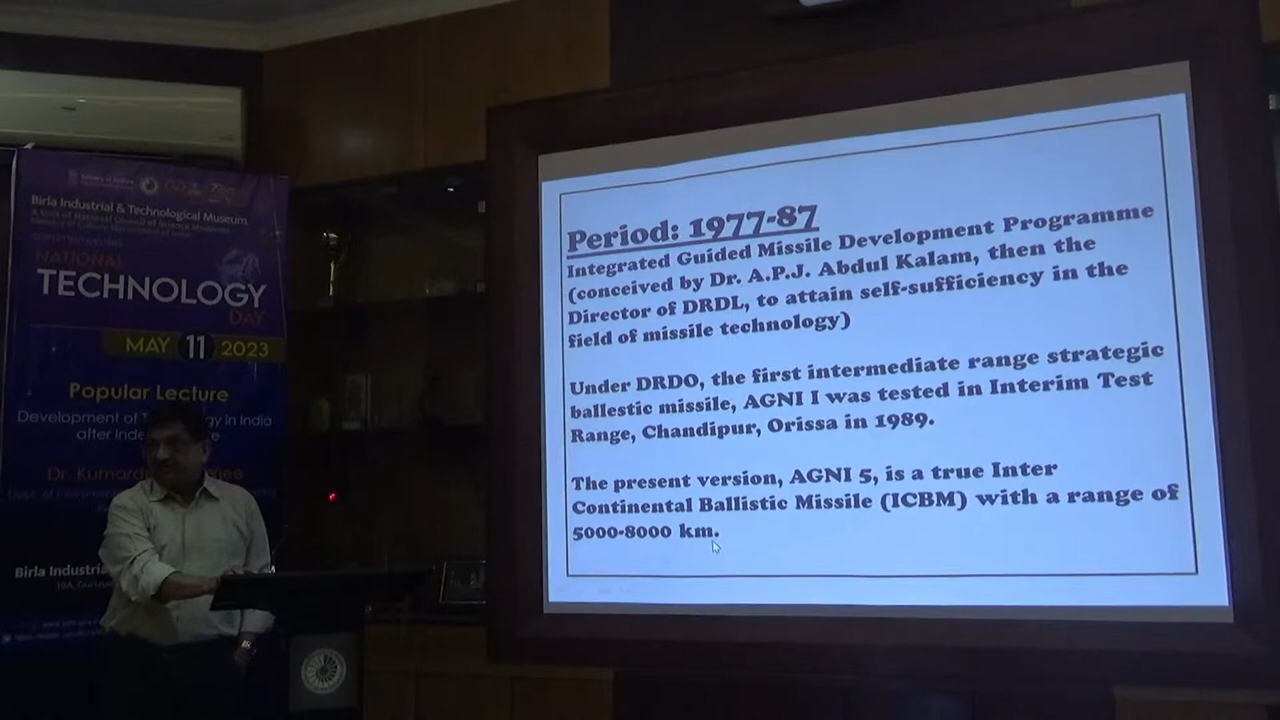 Birla Industrial & Technological Museum
NATIONAL
TECHNOLOGY
DAY
MAY 11 2023
Popular Lecture
Development of in India
after
Dr.
Birla
Period: 1977-87
Integrated Guided Missile Development Programme
(conceived by Dr. A.P.J. Abdul Kalam, then the
Director of DRDL, to attain self-sufficiency in the
field of missile technology)
Under DRDO, the first intermediate range strategic
ballestic missile, AGNI I was tested in Interim Test
Range, Chandipur, Orissa in 1989.
The present version, AGNI 5, is a true Inter
Continental Ballistic Missile (ICBM) with a range of
5000-8000 km.